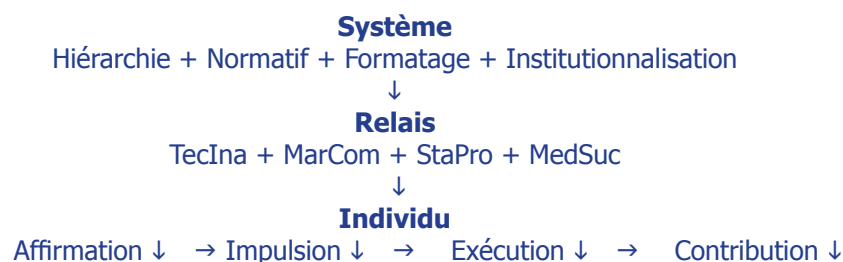 Système
Hiérarchie + Normatif + Formatage + Institutionnalisation
↓
Relais
TecIna + MarCom + StaPro + MedSuc
↓
Individu
Affirmation ↓ → Impulsion ↓ → Exécution ↓ → Contribution ↓